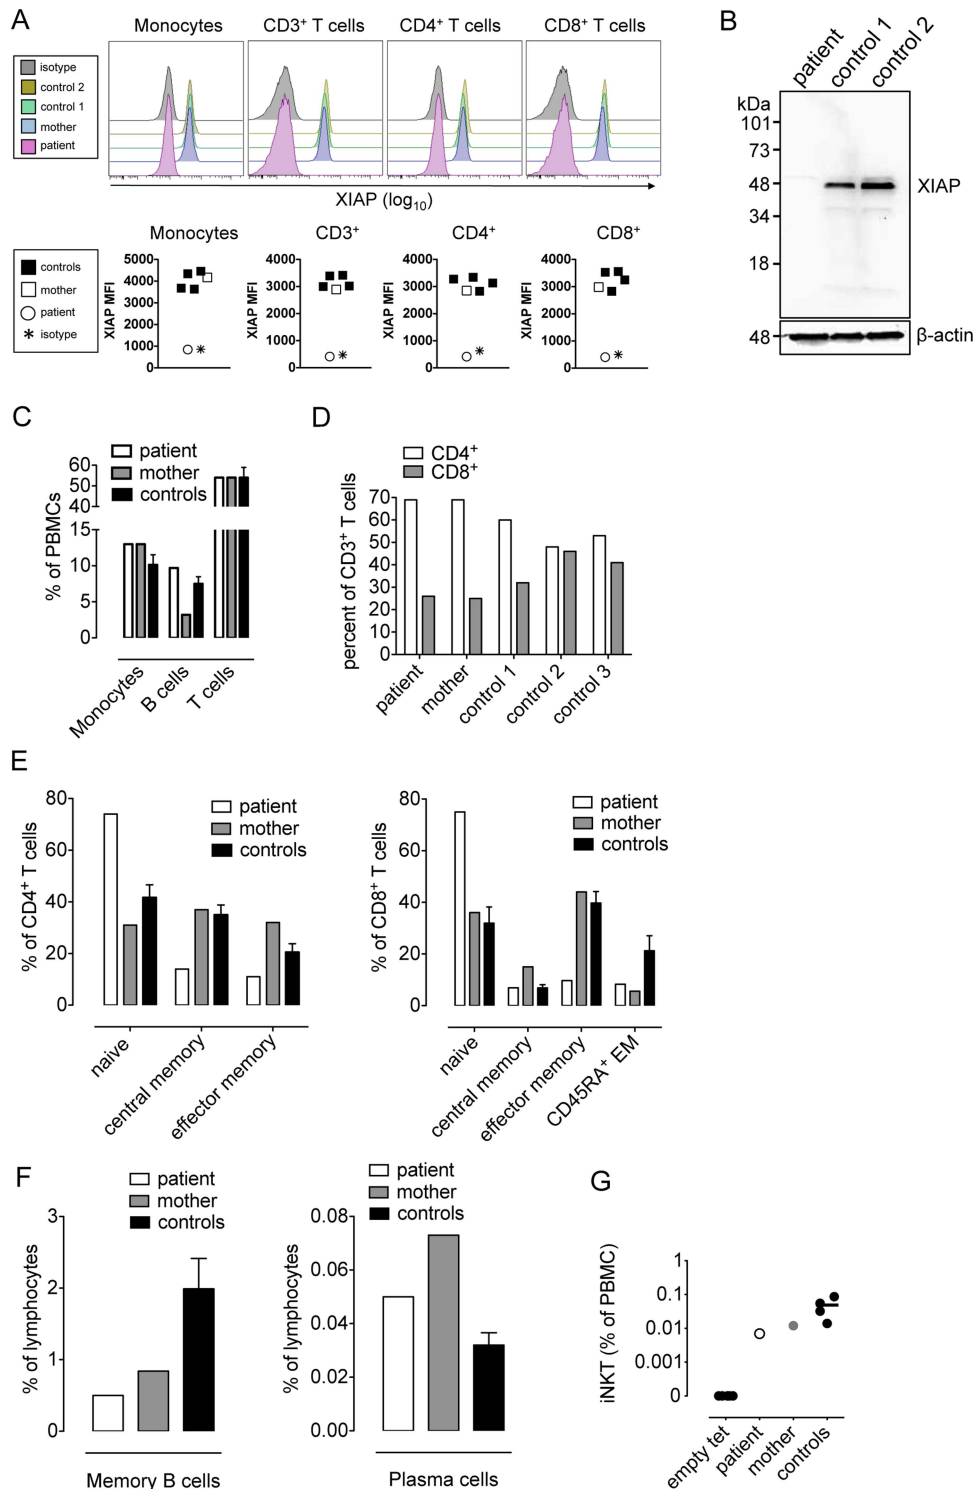 A
Monocytes CD3+ T cells CD4+ T cells CD8+ T cells
isotype
control 2
control 1
mother
patient
XIAP (log10)
Monocytes CD3+ CD4+ CD8+
controls
mother
patient
* isotype
XIAP MFI XIAP MFI XIAP MFI XIAP MFI
5000 5000 5000 5000
4000 4000 4000 4000
3000 3000 3000 3000
2000 2000 2000 2000
1000 1000 1000 1000
0 0 0 0
* * * *
B
patient control 1 control 2
kDa
101
73
48
34
18
XIAP
48
β-actin
C
patient
mother
controls
% of PBMCs
60
50
40
15
10
5
0
Monocytes B cells T cells
D
CD4+
CD8+
percent of CD3+ T cells
70
60
50
40
30
20
10
0
patient mother control 1 control 2 control 3
E
patient
mother
controls
% of CD4+ T cells
80
60
40
20
0
naive central memory effector memory
patient
mother
controls
% of CD8+ T cells
80
60
40
20
0
naive central memory effector memory CD45RA+ EM
F
patient
mother
controls
% of lymphocytes
3
2
1
0
Memory B cells
patient
mother
controls
% of lymphocytes
0.08
0.06
0.04
0.02
0.00
Plasma cells
G
iNKT (% of PBMC)
1
0.1
0.01
0.001
0
empty tet patient mother controls